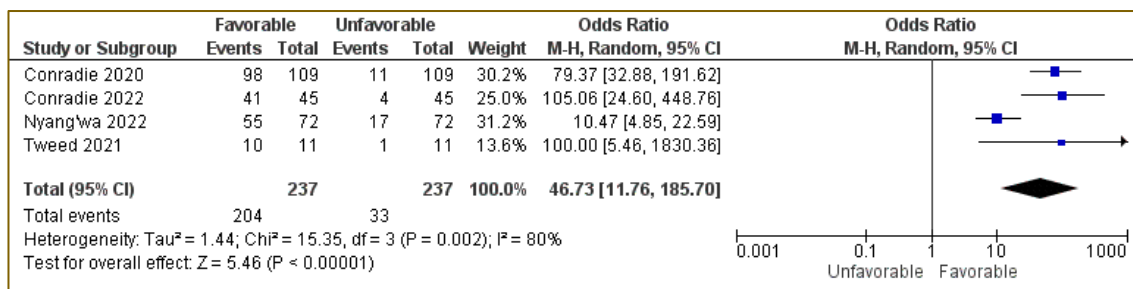 Favorable Unfavorable Odds Ratio Odds Ratio
Study or Subgroup Events Total Events Total Weight M-H, Random, 95% CI M-H, Random, 95% CI
Conradie 2020 98 109 11 109 30.2% 79.37 [32.88, 191.62]
Conradie 2022 41 45 4 45 25.0% 105.06 [24.60, 448.76]
Nyang'wa 2022 55 72 17 72 31.2% 10.47 [4.85, 22.59]
Tweed 2021 10 11 1 11 13.6% 100.00 [5.46, 1830.36]
Total (95% CI) 237 237 100.0% 46.73 [11.76, 185.70]
Total events 204 33
Heterogeneity: Tau² = 1.44; Chi² = 15.35, df = 3 (P = 0.002); I² = 80%
Test for overall effect: Z = 5.46 (P < 0.00001)
0.001 0.1 1 10 1000
Unfavorable Favorable